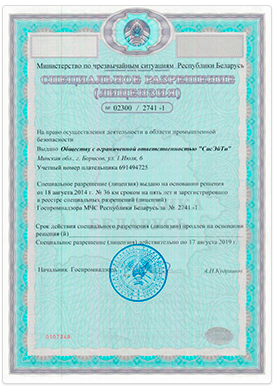 Министерство по чрезвычайным ситуациям Республики Беларусь
СПЕЦИАЛЬНОЕ РАЗРЕШЕНИЕ
(ЛИЦЕНЗИЯ)
№ 02300 / 2741 -1
На право осуществления деятельности в области промышленной
безопасности
Выдано Обществу с ограниченной ответственностью "СисЭйТи"
Минская обл., г. Борисов, ул. 1 Июля, 6
Учетный номер плательщика 691494725
Специальное разрешение (лицензия) выдано на основании решения
от 18 августа 2014 г. № 36 км сроком на пять лет и зарегистрировано
в реестре специальных разрешений (лицензий)
Госпромнадзора МЧС Республики Беларусь за № 2741 -1
Срок действия специального разрешения (лицензии) продлен на основании
решения (й)
Специальное разрешение (лицензия) действительно по 17 августа 2019 г.
Начальник Госпромнадзора А.Н.Кудряшов
0107348